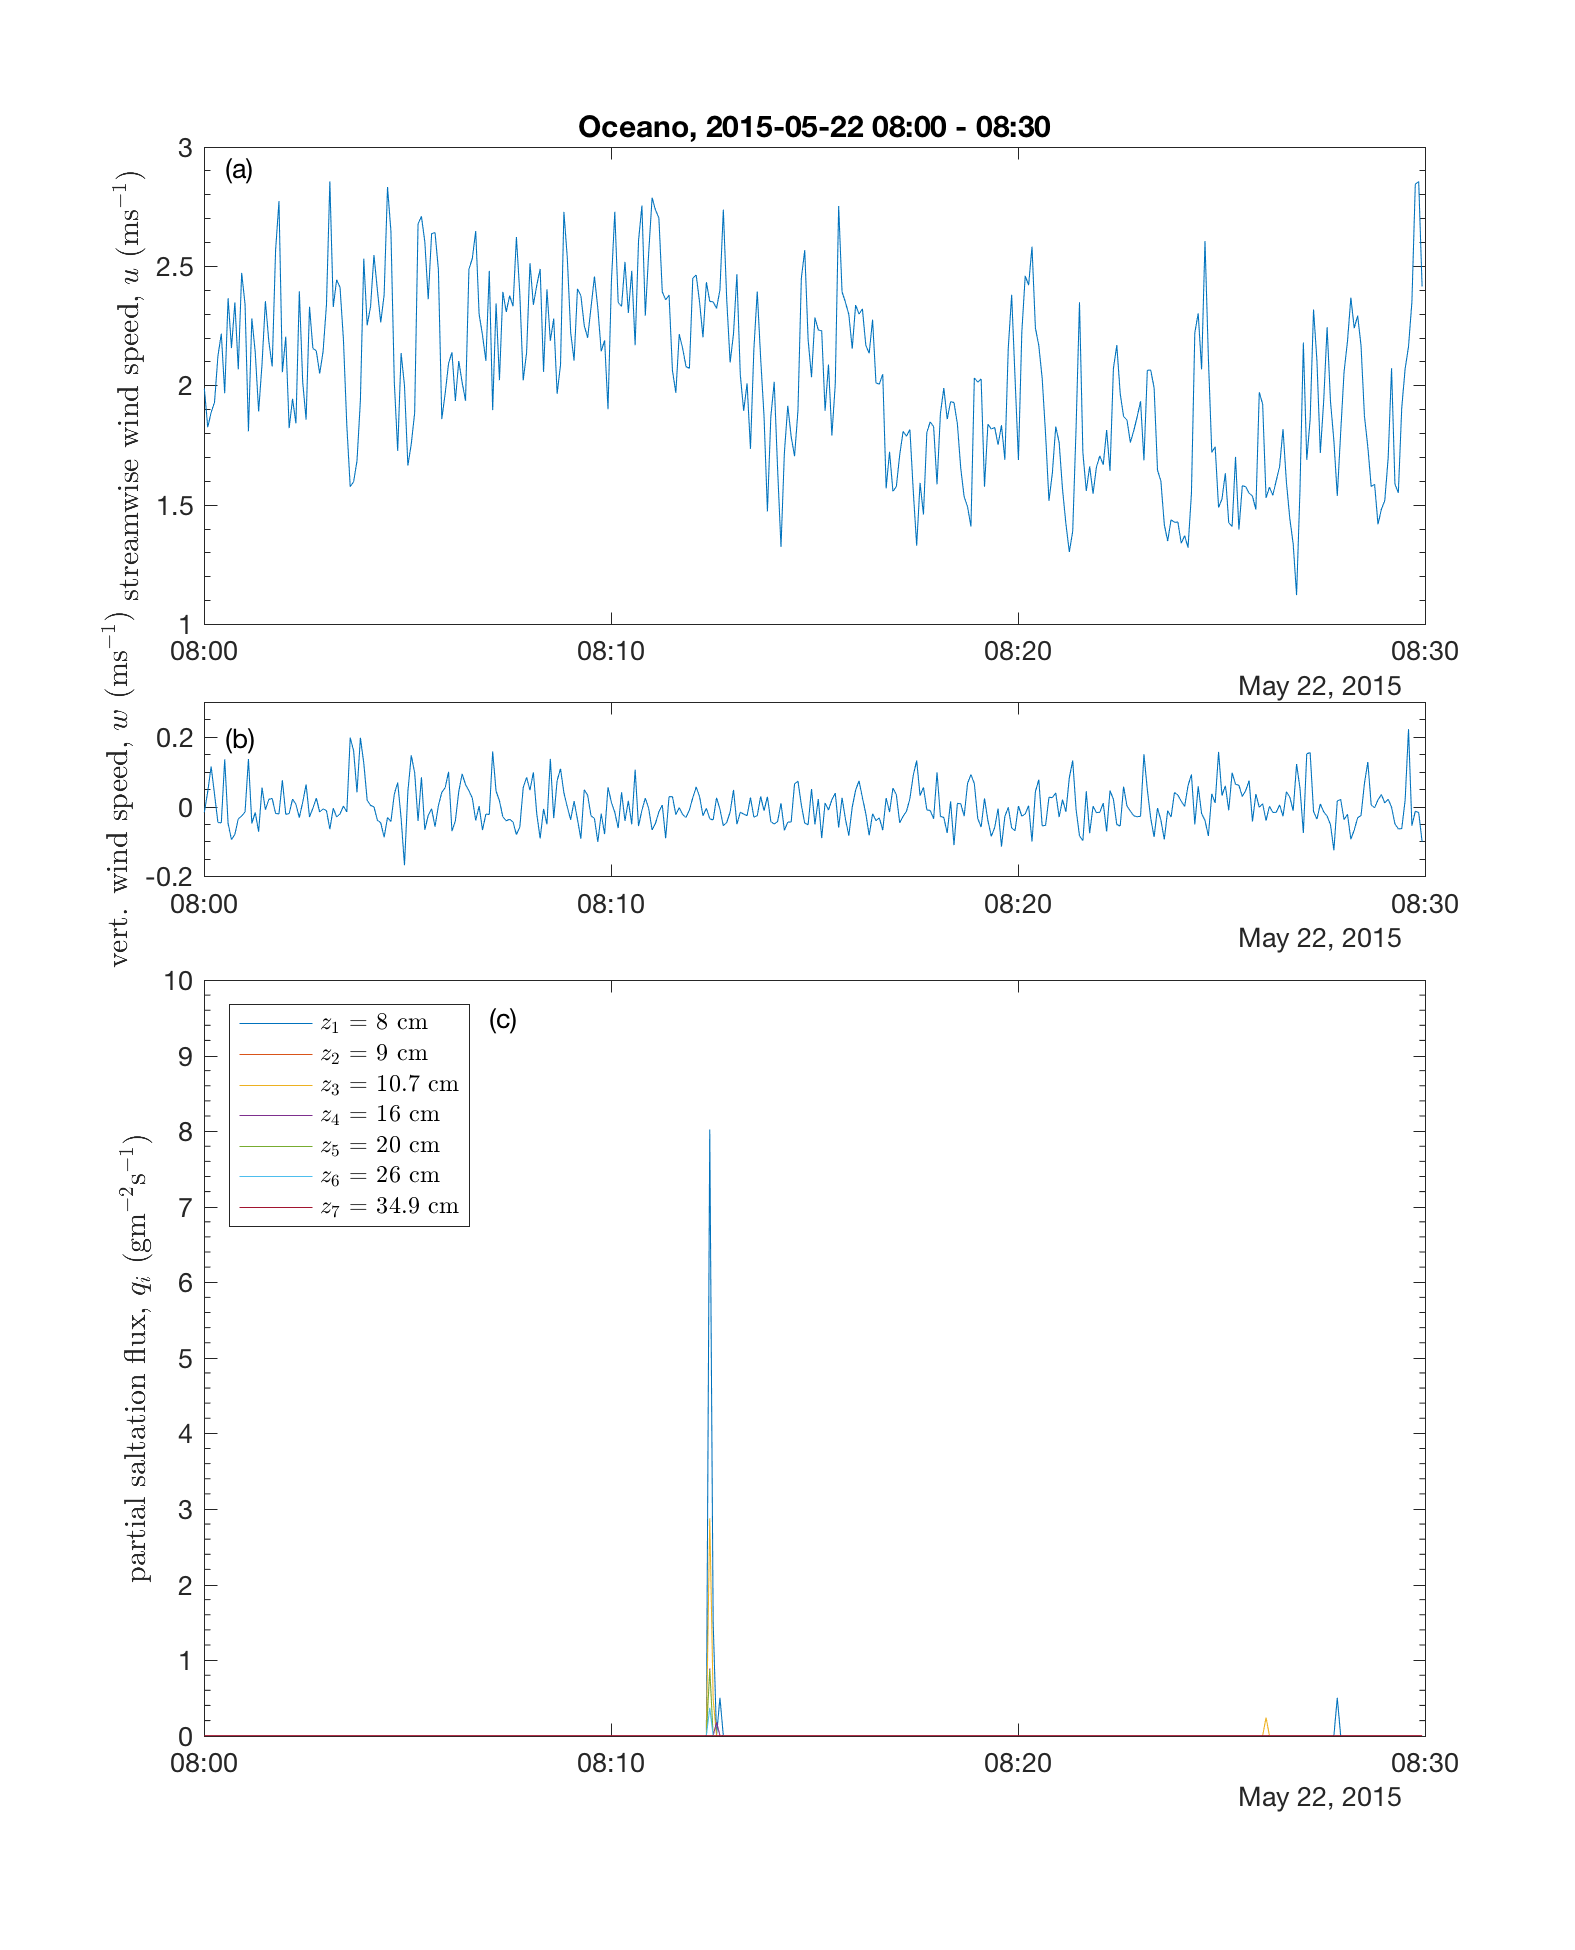 Oceano, 2015-05-22 08:00 - 08:30
(a)
streamwise wind speed, u (ms⁻¹)
3
2.5
2
1.5
1
08:00 08:10 08:20 08:30
May 22, 2015
(b)
vert. wind speed, w (ms⁻¹)
0.2
0
-0.2
08:00 08:10 08:20 08:30
May 22, 2015
(c)
partial saltation flux, qᵢ (gm⁻²s⁻¹)
10
9
8
7
6
5
4
3
2
1
0
z₁ = 8 cm
z₂ = 9 cm
z₃ = 10.7 cm
z₄ = 16 cm
z₅ = 20 cm
z₆ = 26 cm
z₇ = 34.9 cm
08:00 08:10 08:20 08:30
May 22, 2015